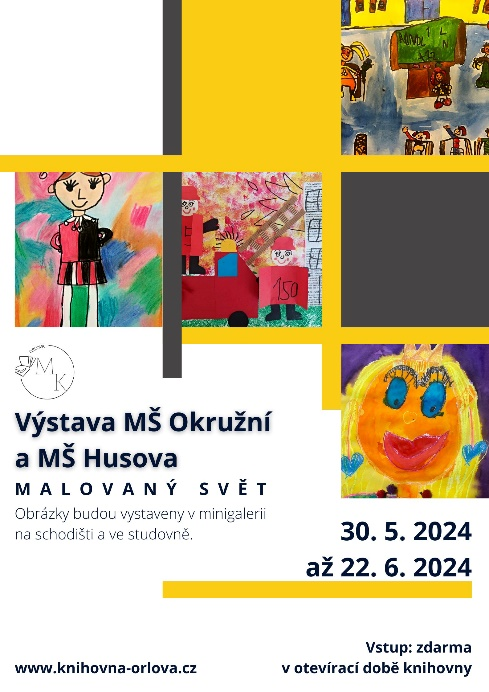 150
MK
Výstava MŠ Okružní
a MŠ Husova
MALOVANÝ SVĚT
Obrázky budou vystaveny v minigalerii
na schodišti a ve studovně.
30. 5. 2024
až 22. 6. 2024
Vstup: zdarma
www.knihovna-orlova.cz
v otevírací době knihovny